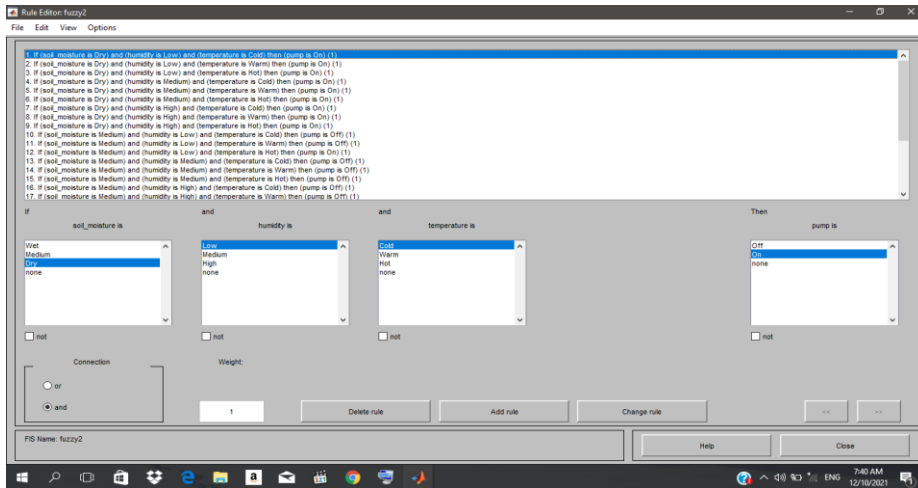 Rule Editor: fuzzy2
File Edit View Options
1. If (soil_moisture is Dry) and (humidity is Low) and (temperature is Cold) then (pump is On) (1)
2. If (soil_moisture is Dry) and (humidity is Low) and (temperature is Warm) then (pump is On) (1)
3. If (soil_moisture is Dry) and (humidity is Low) and (temperature is Hot) then (pump is On) (1)
4. If (soil_moisture is Dry) and (humidity is Medium) and (temperature is Cold) then (pump is On) (1)
5. If (soil_moisture is Dry) and (humidity is Medium) and (temperature is Warm) then (pump is On) (1)
6. If (soil_moisture is Dry) and (humidity is Medium) and (temperature is Hot) then (pump is On) (1)
7. If (soil_moisture is Dry) and (humidity is High) and (temperature is Cold) then (pump is On) (1)
8. If (soil_moisture is Dry) and (humidity is High) and (temperature is Warm) then (pump is On) (1)
9. If (soil_moisture is Dry) and (humidity is High) and (temperature is Hot) then (pump is On) (1)
10. If (soil_moisture is Medium) and (humidity is Low) and (temperature is Cold) then (pump is Off) (1)
11. If (soil_moisture is Medium) and (humidity is Low) and (temperature is Warm) then (pump is Off) (1)
12. If (soil_moisture is Medium) and (humidity is Low) and (temperature is Hot) then (pump is On) (1)
13. If (soil_moisture is Medium) and (humidity is Medium) and (temperature is Cold) then (pump is Off) (1)
14. If (soil_moisture is Medium) and (humidity is Medium) and (temperature is Warm) then (pump is Off) (1)
15. If (soil_moisture is Medium) and (humidity is Medium) and (temperature is Hot) then (pump is Off) (1)
16. If (soil_moisture is Medium) and (humidity is High) and (temperature is Cold) then (pump is Off) (1)
17. If (soil_moisture is Medium) and (humidity is High) and (temperature is Warm) then (pump is Off) (1)
If and and Then
soil_moisture is humidity is temperature is pump is
Wet Low Cold Off
Medium Medium Warm On
Dry High Hot none
none none none
not not not not
Connection Weight:
or
and 1 Delete rule Add rule Change rule << >>
FIS Name: fuzzy2 Help Close
ENG 7:40 AM
12/10/2021